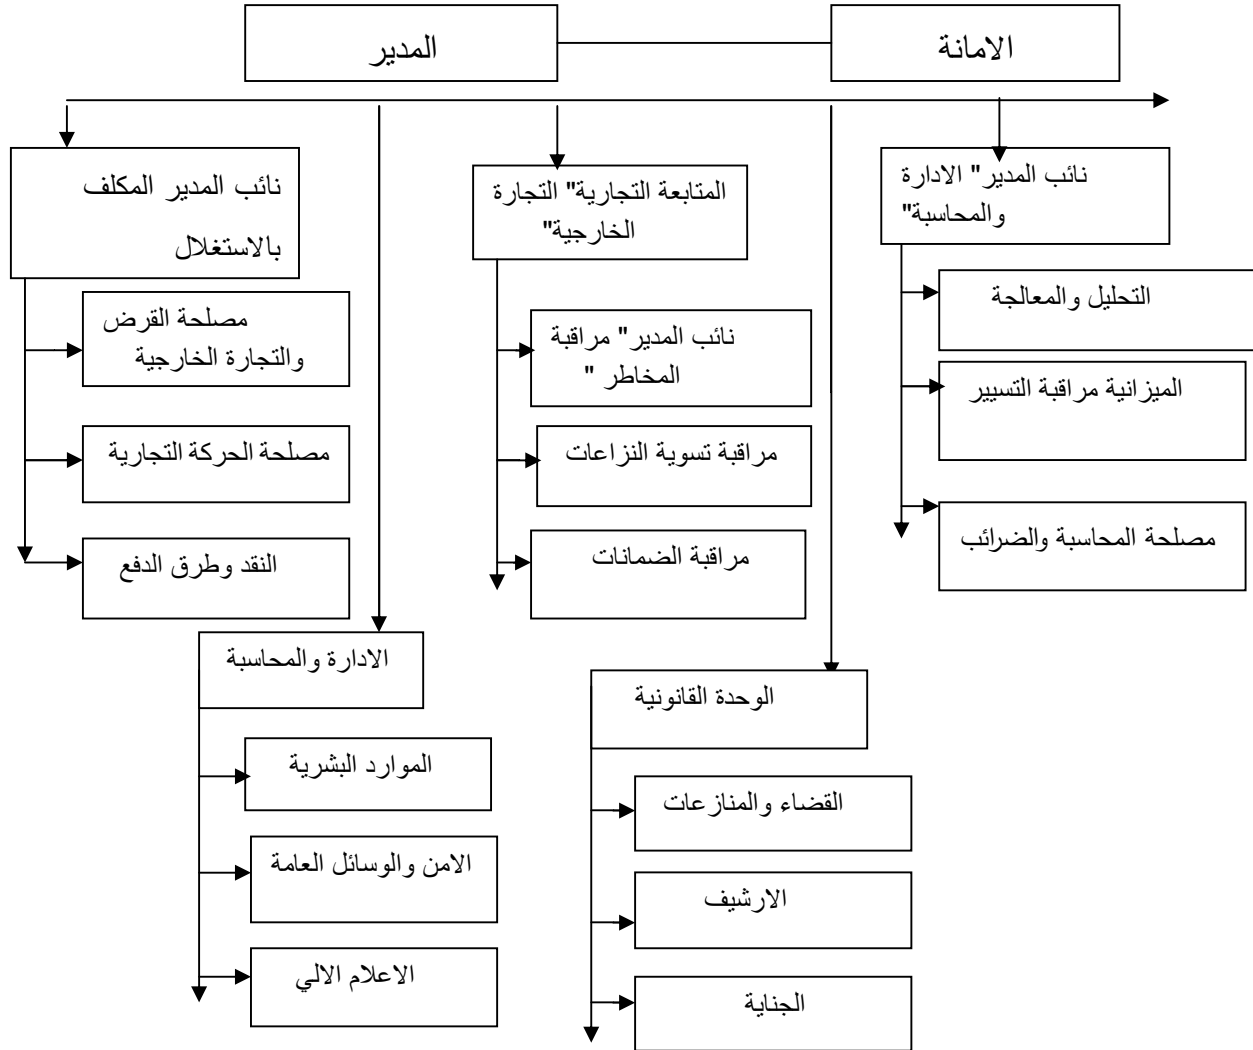 الامانة
المدير
نائب المدير" الادارة
والمحاسبة"
التحليل والمعالجة
الميزانية مراقبة التسيير
مصلحة المحاسبة والضرائب
المتابعة التجارية" التجارة
الخارجية"
نائب المدير" مراقبة
المخاطر "
مراقبة تسوية النزاعات
مراقبة الضمانات
نائب المدير المكلف
بالاستغلال
مصلحة القرض
والتجارة الخارجية
مصلحة الحركة التجارية
النقد وطرق الدفع
الوحدة القانونية
القضاء والمنازعات
الارشيف
الجناية
الادارة والمحاسبة
الموارد البشرية
الامن والوسائل العامة
الاعلام الالي